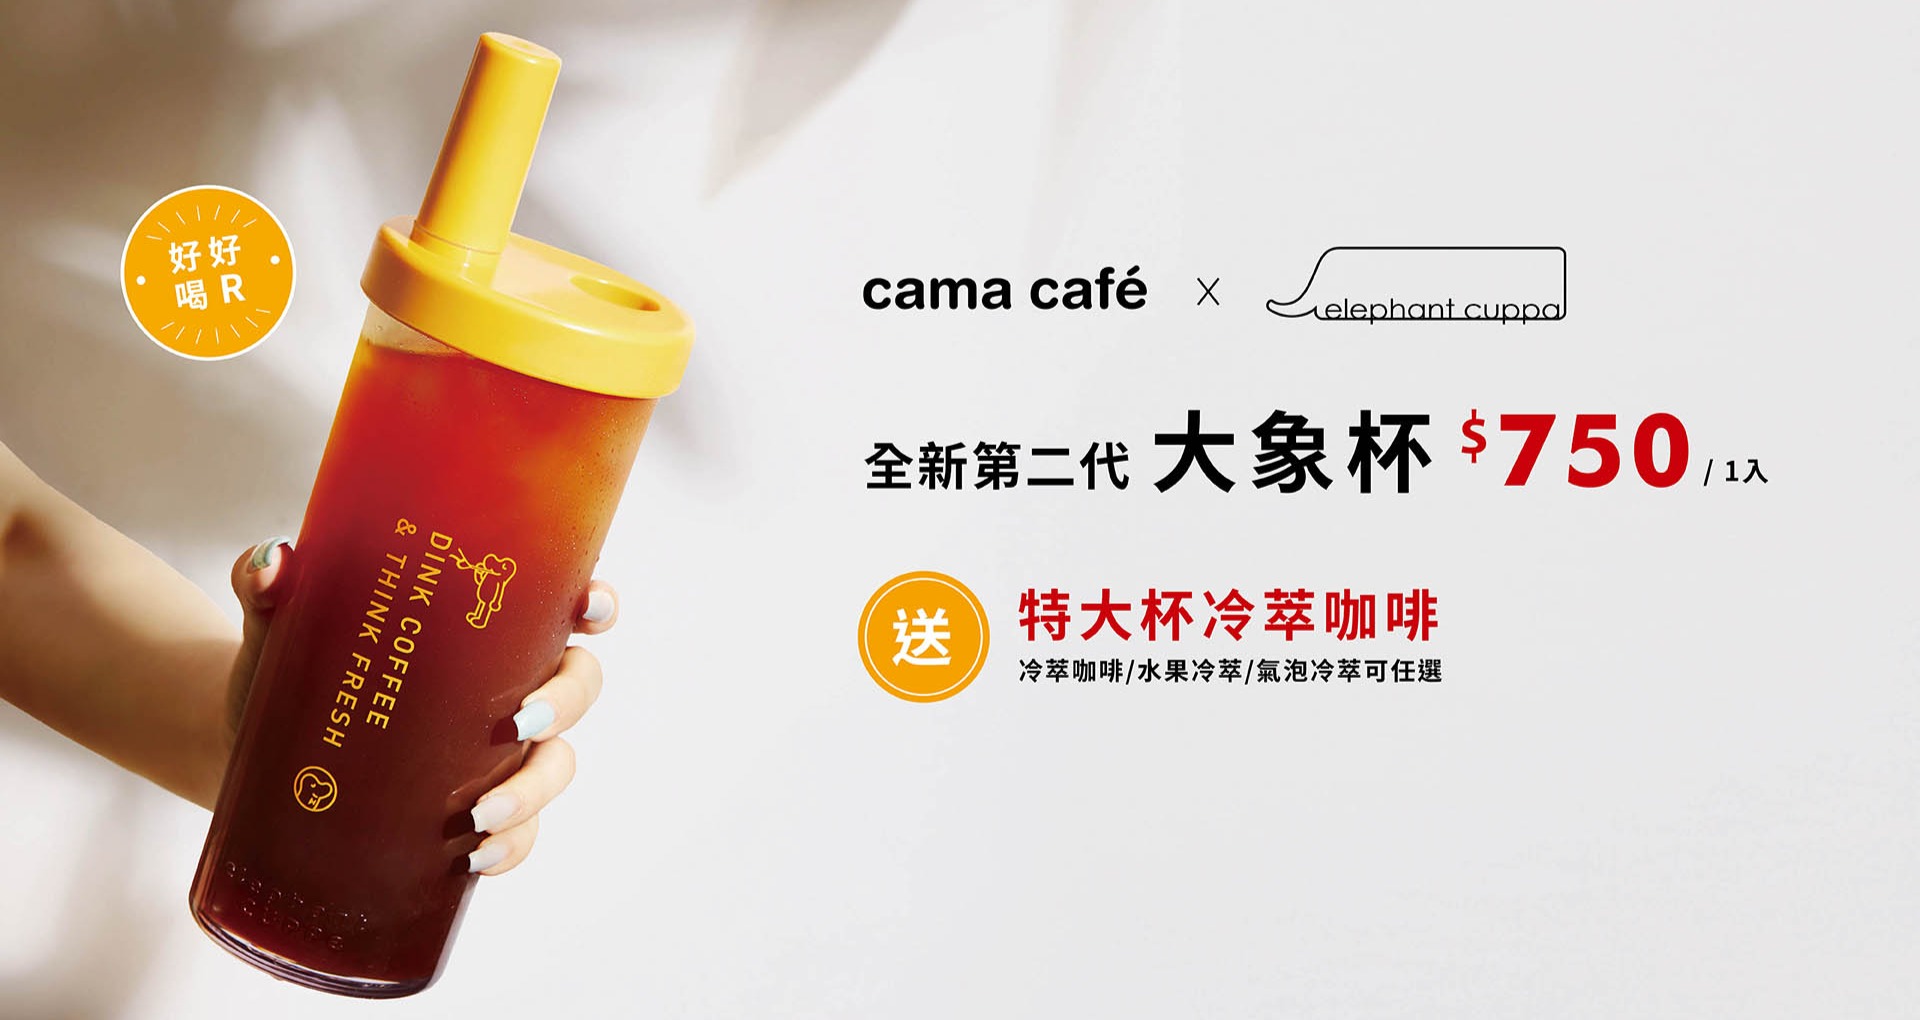 好好
喝R
DINK COFFEE
& THINK FRESH
elephant
cuppa
cama café x elephant cuppa
全新第二代 大象杯 $750 / 1入
送
特大杯冷萃咖啡
冷萃咖啡/水果冷萃/氣泡冷萃可任選